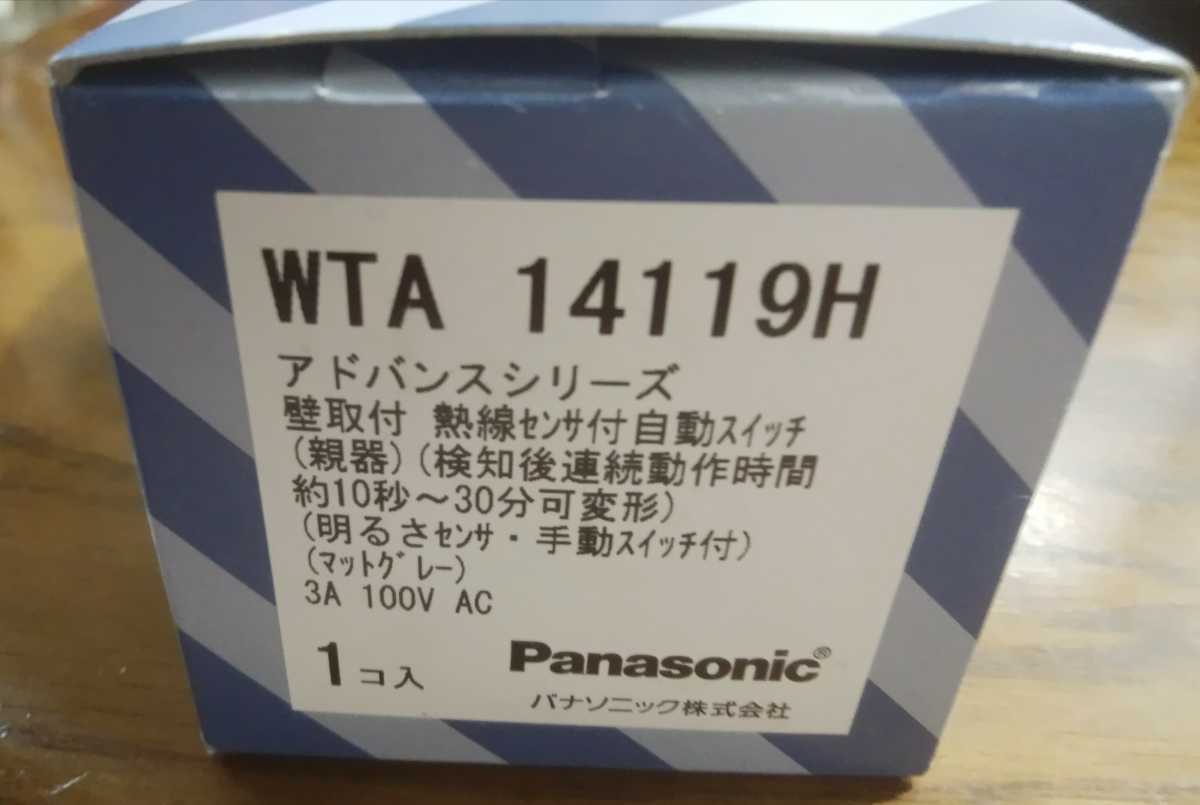 WTA 14119H
アドバンスシリーズ
壁取付 熱線ｾﾝｻ付自動ｽｲｯﾁ
(親器)(検知後連続動作時間
約10秒～30分可変形)
(明るさｾﾝｻ・手動ｽｲｯﾁ付)
(ﾏｯﾄｸﾞﾚｰ)
3A 100V AC
1コ入
Panasonic®
パナソニック株式会社